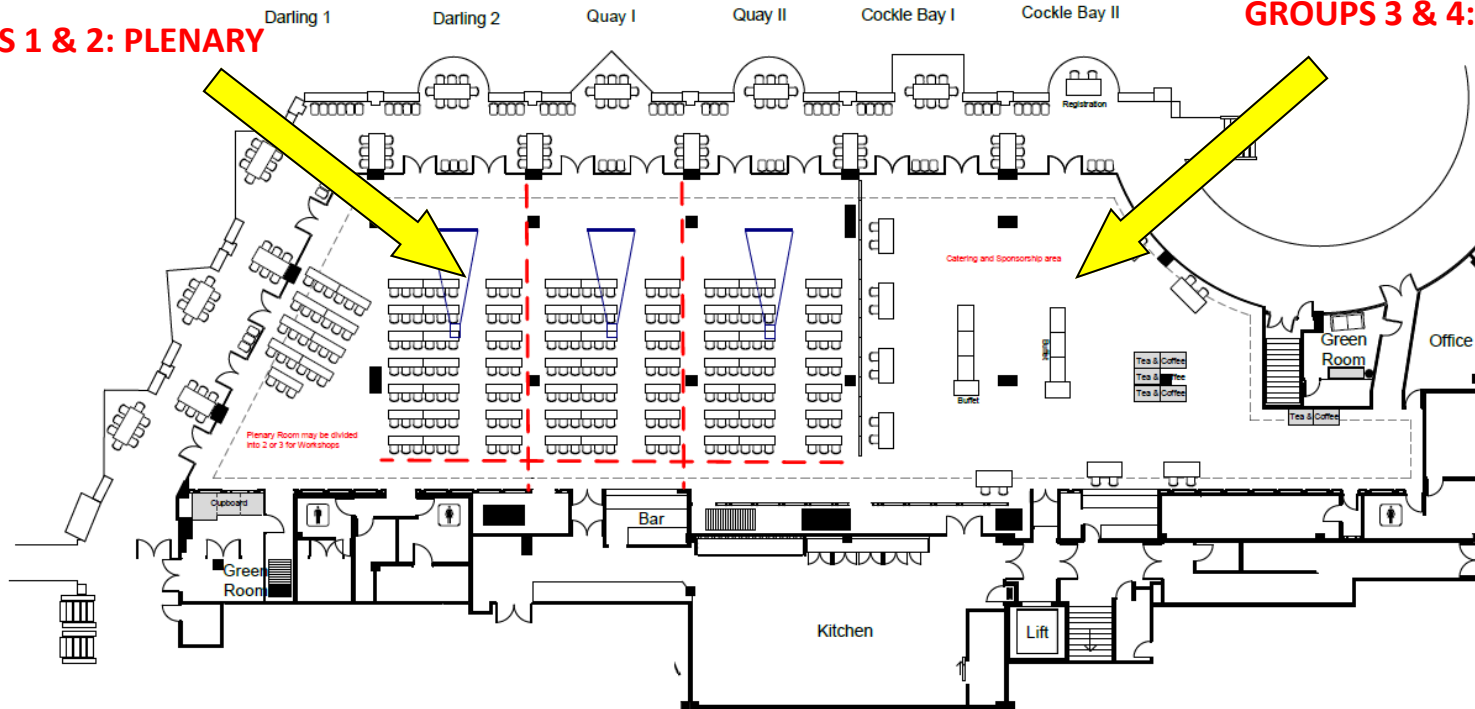 Darling 1
Darling 2
Quay I
Quay II
Cockle Bay I
Cockle Bay II
S 1 & 2: PLENARY
GROUPS 3 & 4:
Registration
Catering and Sponsorship area
Buffet
Buffet
Tea & Coffee
Tea & Coffee
Tea & Coffee
Tea & Coffee
Green
Room
Office
Plenary Room may be divided
into 2 or 3 for Workshops
Cupboard
Bar
Green
Room
Kitchen
Lift